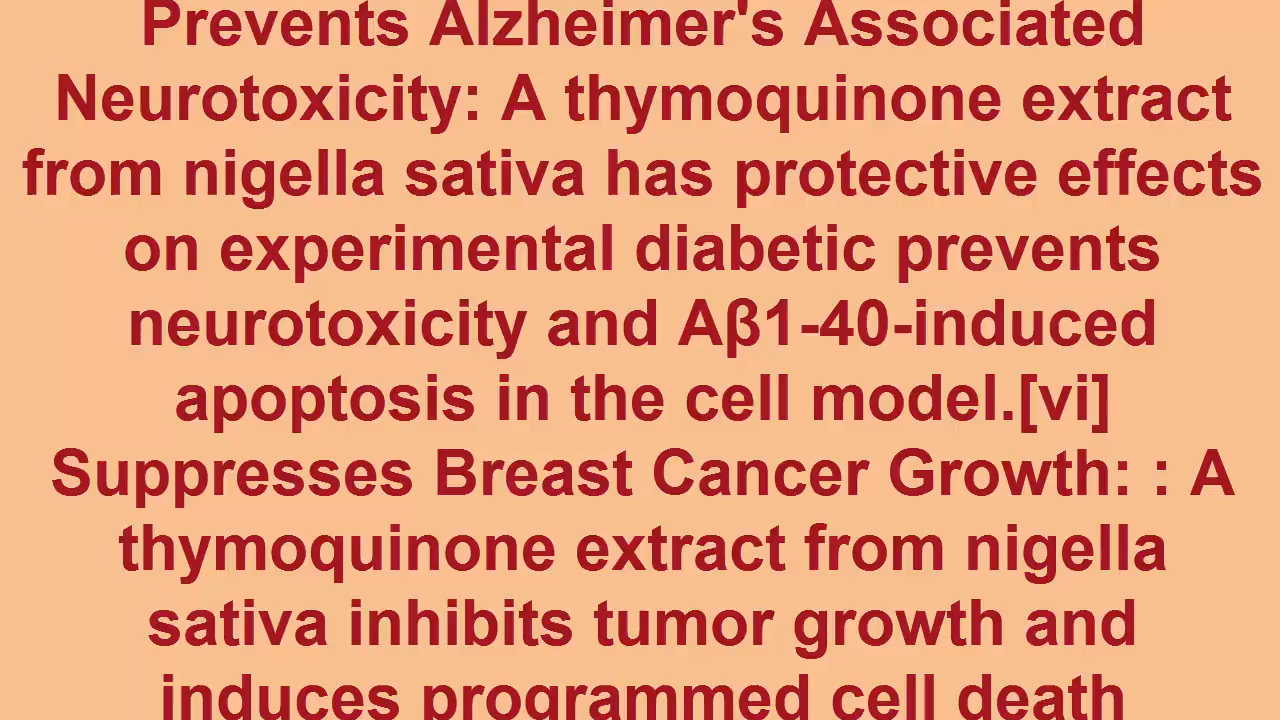 Prevents Alzheimer's Associated
Neurotoxicity: A thymoquinone extract
from nigella sativa has protective effects
on experimental diabetic prevents
neurotoxicity and Aβ1-40-induced
apoptosis in the cell model.[vi]
Suppresses Breast Cancer Growth: : A
thymoquinone extract from nigella
sativa inhibits tumor growth and
induces programmed cell death